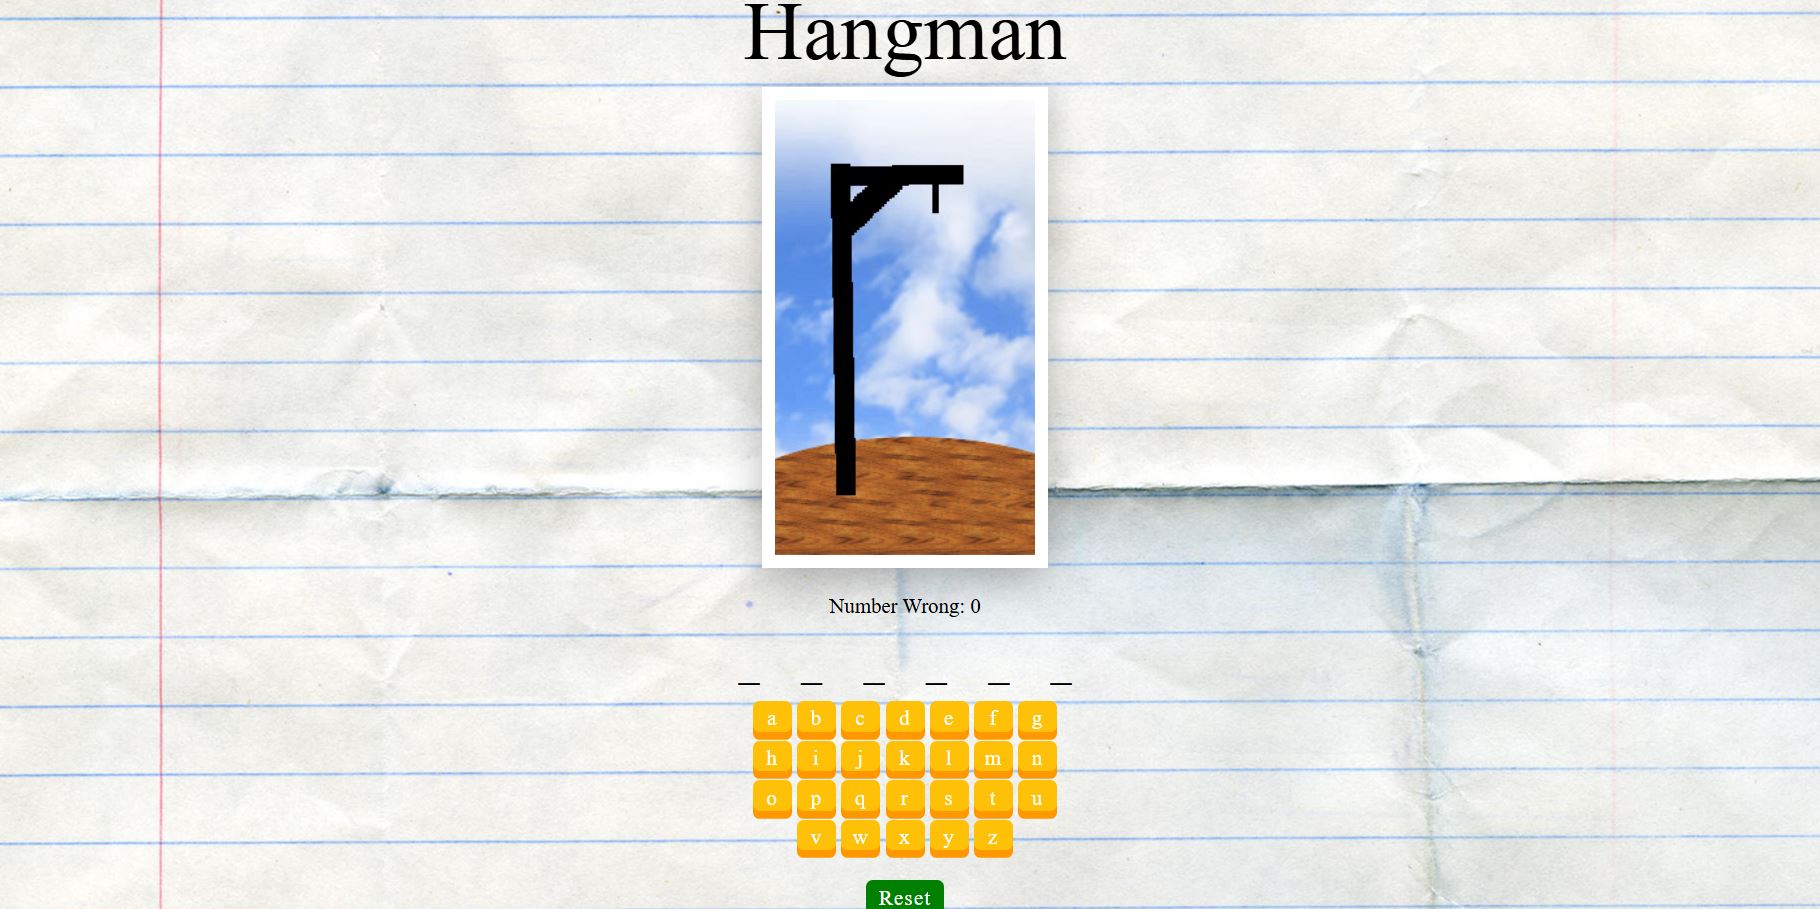 Hangman
Number Wrong: 0
_ _ _ _ _ _
a b c d e f g
h i j k l m n
o p q r s t u
v w x y z
Reset